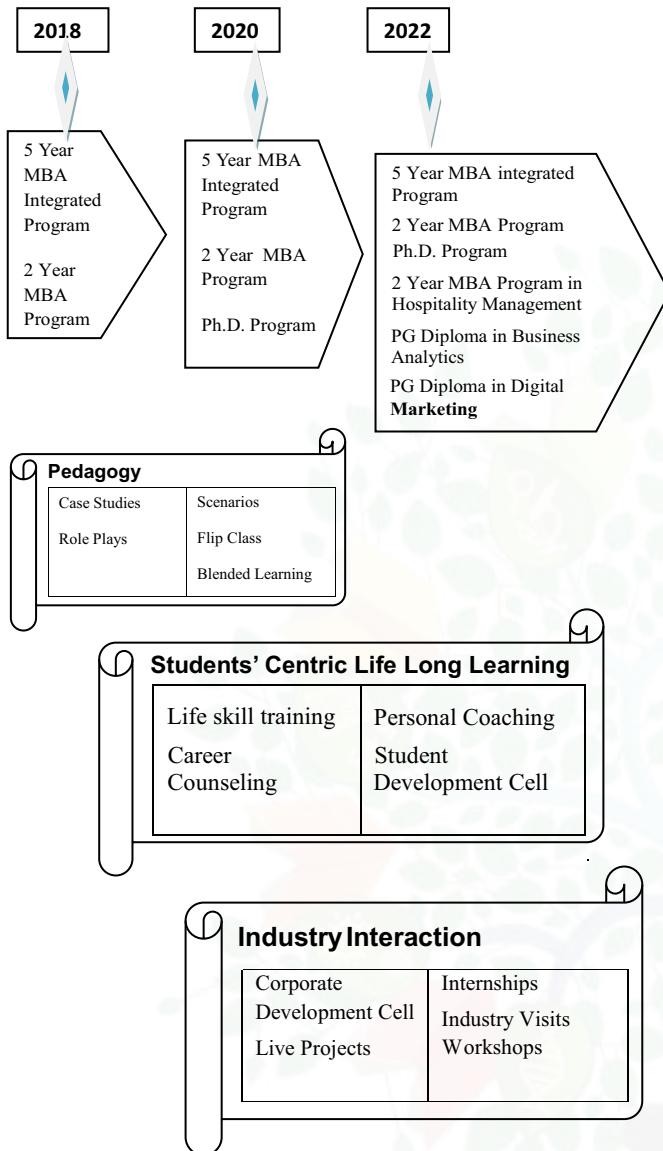 2018
2020
2022
5 Year
MBA
Integrated
Program
2 Year
MBA
Program
5 Year MBA
Integrated
Program
2 Year MBA
Program
Ph.D. Program
5 Year MBA integrated
Program
2 Year MBA Program
Ph.D. Program
2 Year MBA Program in
Hospitality Management
PG Diploma in Business
Analytics
PG Diploma in Digital
Marketing
Pedagogy
Case Studies
Role Plays
Scenarios
Flip Class
Blended Learning
Students’ Centric Life Long Learning
Life skill training
Career
Counseling
Personal Coaching
Student
Development Cell
.
Industry Interaction
Corporate
Development Cell
Live Projects
Internships
Industry Visits
Workshops